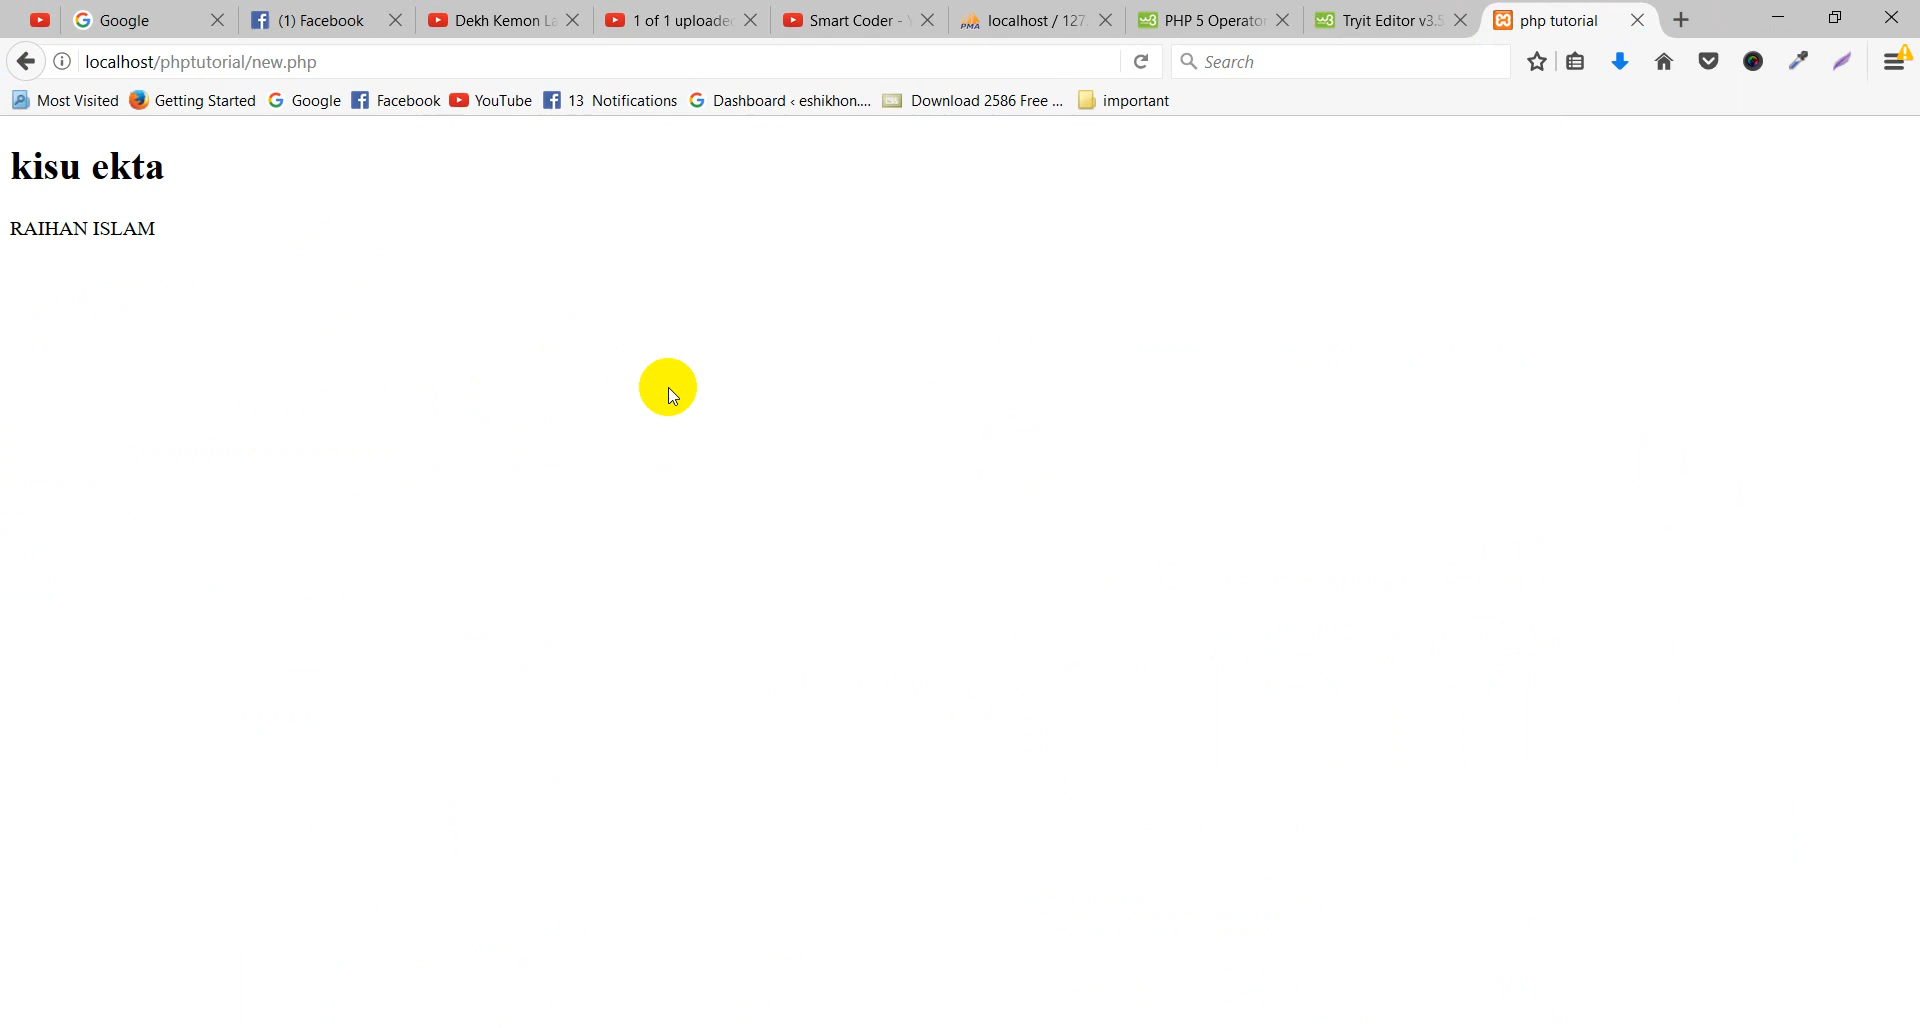 Google (1) Facebook Dekh Kemon La 1 of 1 uploaded Smart Coder - Y localhost / 127. PHP 5 Operator Tryit Editor v3.5 php tutorial
localhost/phptutorial/new.php Search
Most Visited Getting Started Google Facebook YouTube 13 Notifications Dashboard ‹ eshikhon.... Download 2586 Free ... important
kisu ekta
RAIHAN ISLAM